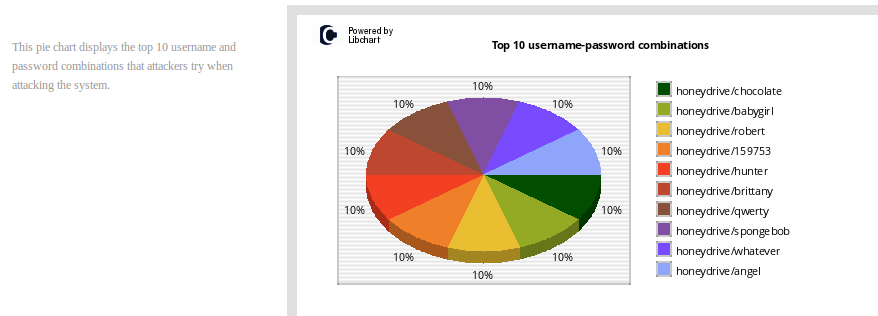 This pie chart displays the top 10 username and
password combinations that attackers try when
attacking the system.
Powered by
Libchart
Top 10 username-password combinations
10%
10%
10%
10%
10%
10%
10%
10%
10%
10%
honeydrive/chocolate
honeydrive/babygirl
honeydrive/robert
honeydrive/159753
honeydrive/hunter
honeydrive/brittany
honeydrive/qwerty
honeydrive/spongebob
honeydrive/whatever
honeydrive/angel